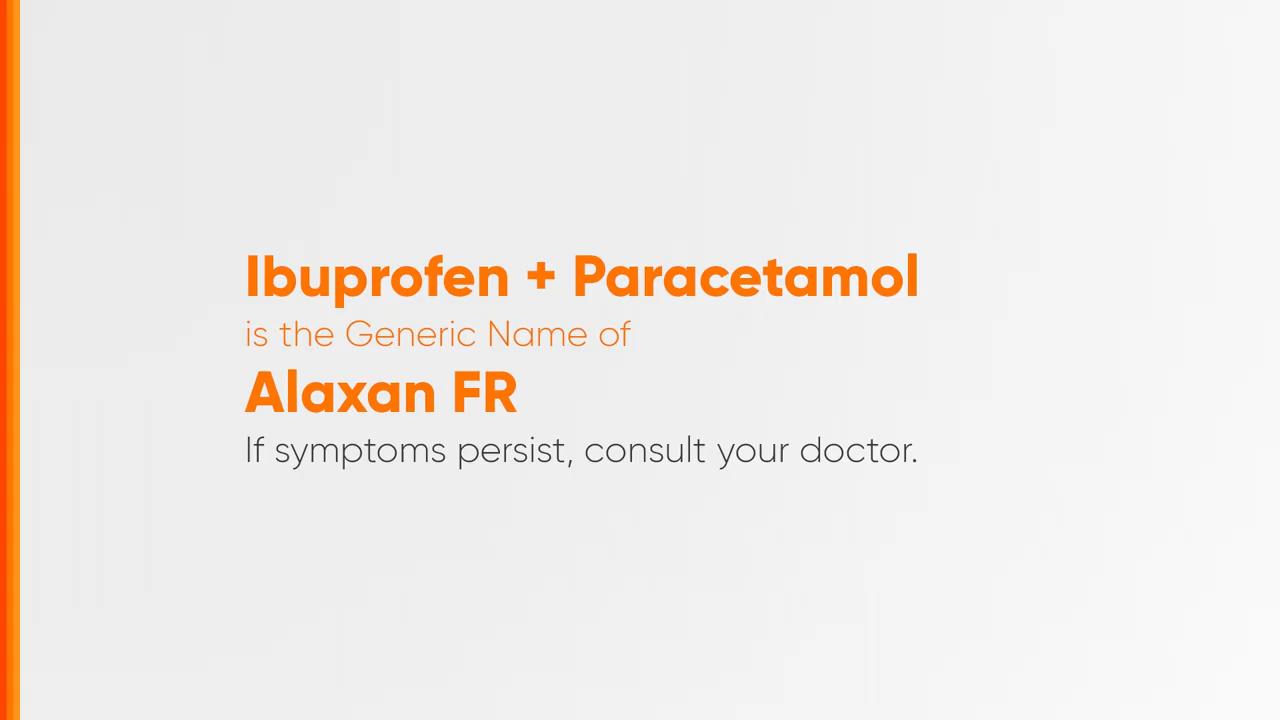 Ibuprofen + Paracetamol
is the Generic Name of
Alaxan FR
If symptoms persist, consult your doctor.